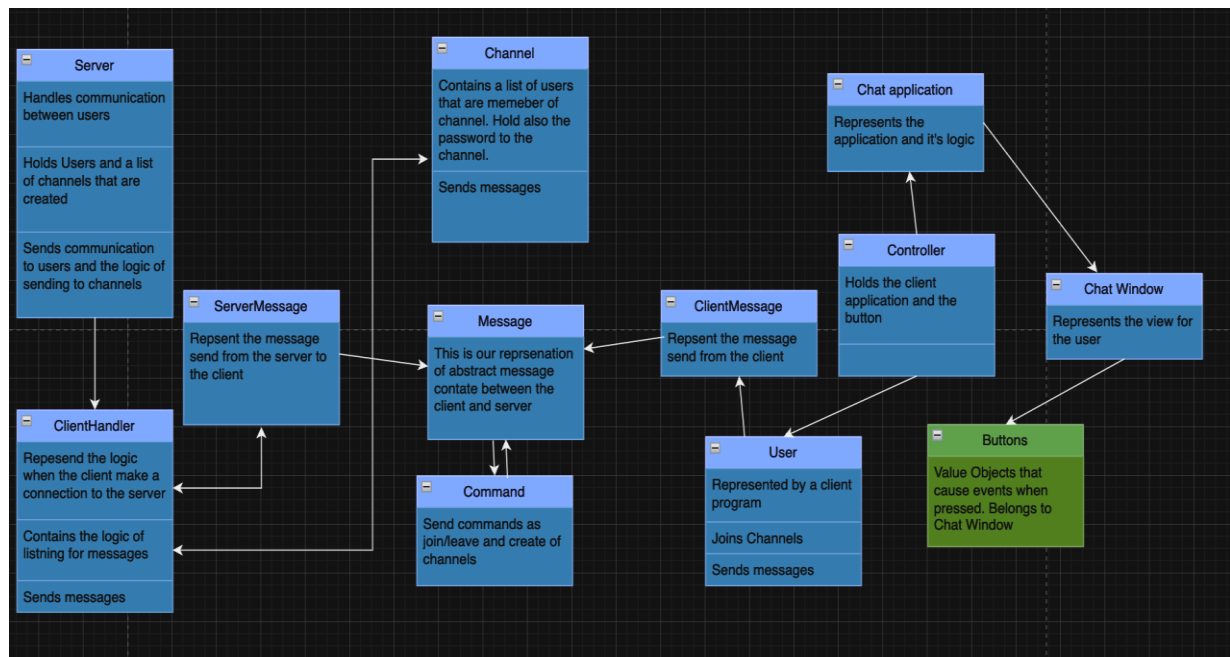 Server
Handles communication
between users
Holds Users and a list
of channels that are
created
Sends communication
to users and the logic of
sending to channels
Channel
Contains a list of users
that are memeber of
channel. Hold also the
password to the
channel.
Sends messages
Chat application
Represents the
application and it's logic
Controller
Holds the client
application and the
button
Chat Window
Represents the view for
the user
ServerMessage
Repsent the message
send from the server to
the client
Message
This is our reprsenation
of abstract message
contate between the
client and server
ClientMessage
Repsent the message
send from the client
ClientHandler
Repesend the logic
when the client make a
connection to the server
Contains the logic of
listning for messages
Sends messages
Command
Send commands as
join/leave and create of
channels
User
Represented by a client
program
Joins Channels
Sends messages
Buttons
Value Objects that
cause events when
pressed. Belongs to
Chat Window